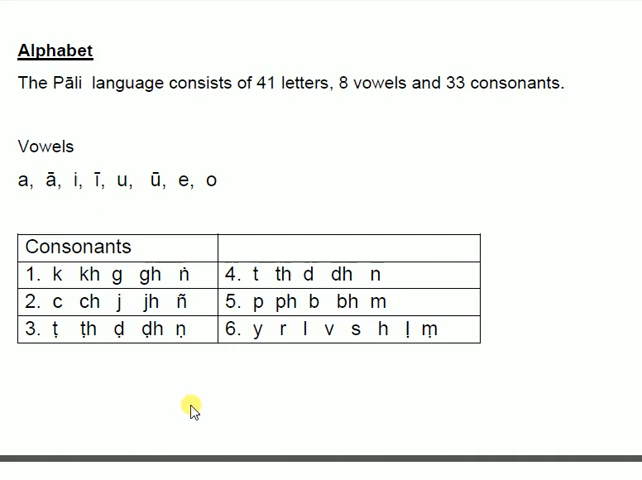 Alphabet
The Pāli language consists of 41 letters, 8 vowels and 33 consonants.
Vowels
a, ā, i, ī, u, ū, e, o
Consonants
1. k kh g gh ṅ 4. t th d dh n
2. c ch j jh ñ 5. p ph b bh m
3. ṭ ṭh ḍ ḍh ṇ 6. y r l v s h ḷ ṃ